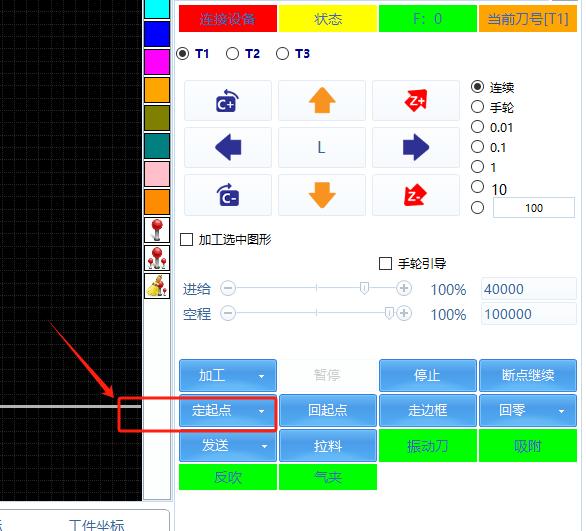 连接设备 状态 F: 0 当前刀号[T1]
T1 T2 T3
连续
C+ Z+ 手轮
0.01
L 0.1
1
C- Z- 10
100
加工选中图形
手轮引导
进给 100% 40000
空程 100% 100000
加工 暂停 停止 断点继续
定起点 回起点 走边框 回零
发送 拉料 振动刀 吸附
反吹 气夹
工件坐标